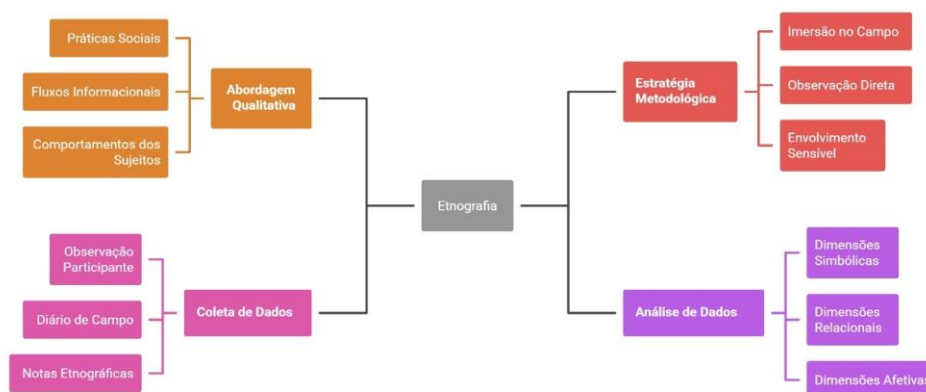 Práticas Sociais
Fluxos Informacionais
Comportamentos dos
Sujeitos
Abordagem
Qualitativa
Estratégia
Metodológica
Imersão no Campo
Observação Direta
Envolvimento
Sensível
Etnografia
Observação
Participante
Diário de Campo
Notas Etnográficas
Coleta de Dados
Análise de Dados
Dimensões
Simbólicas
Dimensões
Relacionais
Dimensões Afetivas